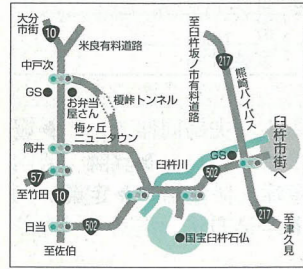 大分
市街
10
米良有料道路
中戸次
GS
お弁当
屋さん
榎峠トンネル
梅ヶ丘
ニュータウン
筒井
57
至竹田
10
日当
502
至佐伯
至臼杵坂ノ市有料道路
217
熊崎バイパス
臼杵川
GS
502
臼杵市街へ
217
至津久見
国宝臼杵石仏